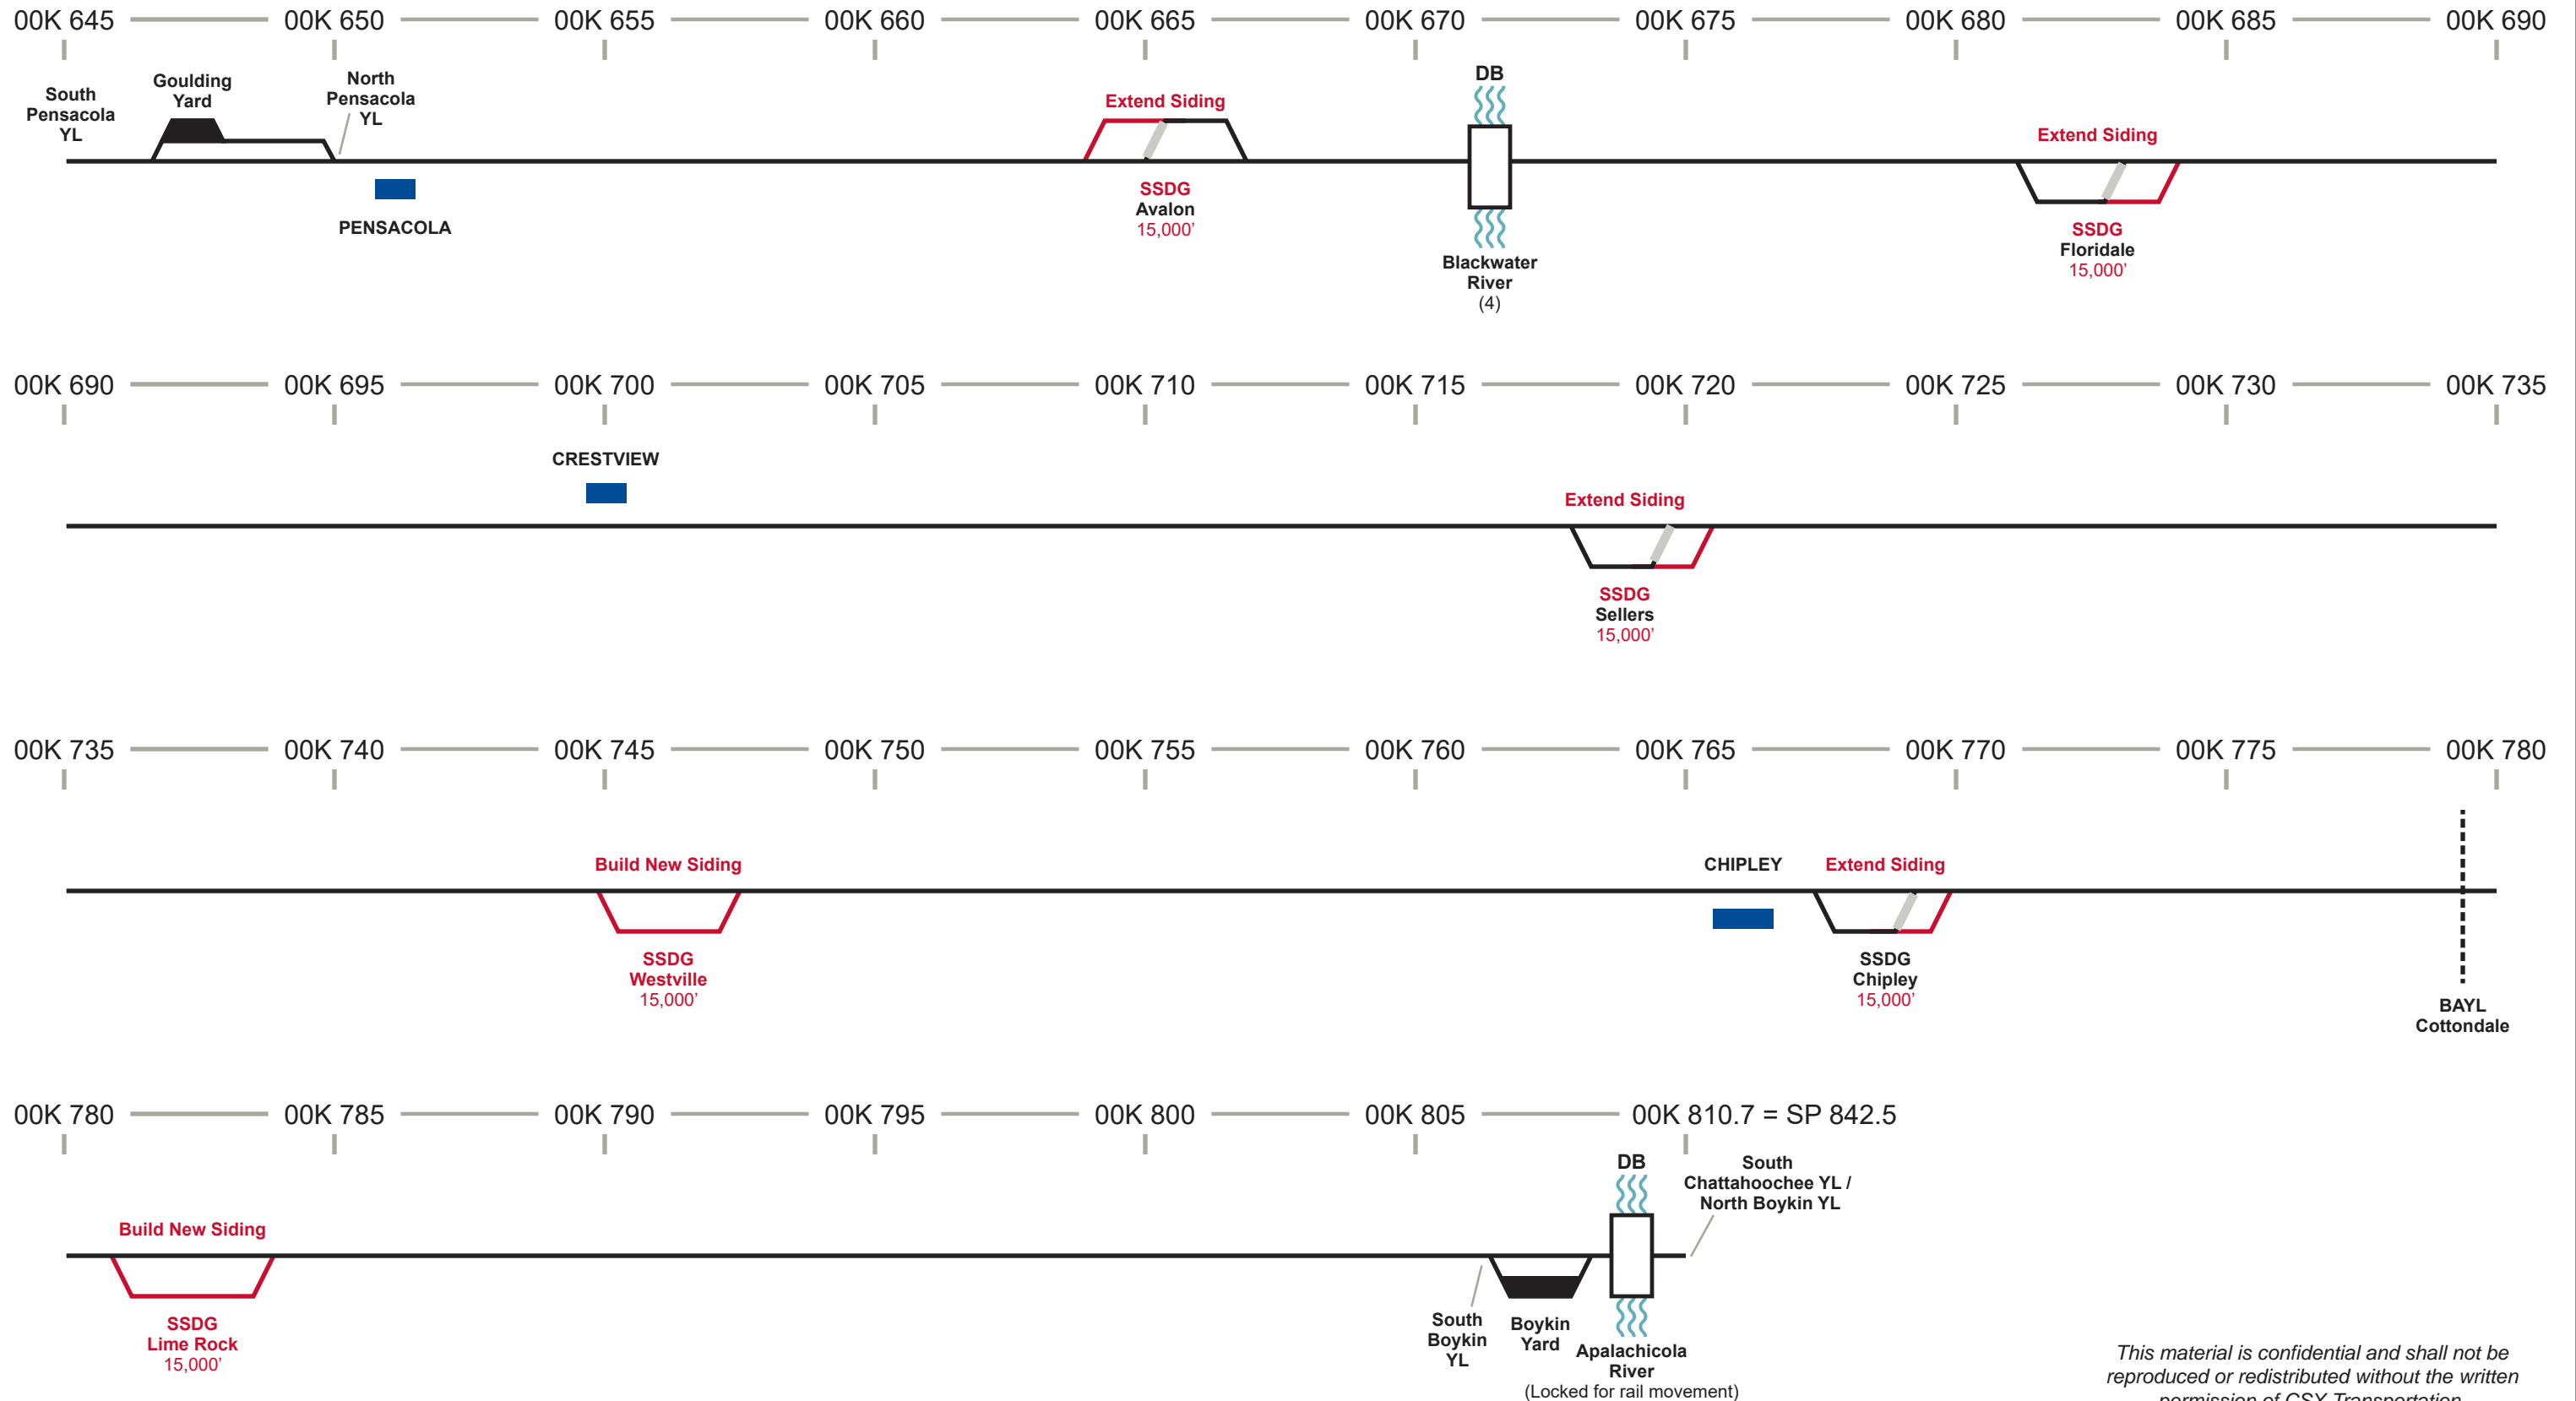 00K 645 00K 650 00K 655 00K 660 00K 665 00K 670 00K 675 00K 680 00K 685 00K 690
South
Pensacola
YL
Goulding
Yard
North
Pensacola
YL
PENSACOLA
Extend Siding
SSDG
Avalon
15,000’
DB
Blackwater
River
(4)
Extend Siding
SSDG
Floridale
15,000’
00K 690 00K 695 00K 700 00K 705 00K 710 00K 715 00K 720 00K 725 00K 730 00K 735
CRESTVIEW
Extend Siding
SSDG
Sellers
15,000’
00K 735 00K 740 00K 745 00K 750 00K 755 00K 760 00K 765 00K 770 00K 775 00K 780
Build New Siding
SSDG
Westville
15,000’
CHIPLEY
Extend Siding
SSDG
Chipley
15,000’
BAYL
Cottondale
00K 780 00K 785 00K 790 00K 795 00K 800 00K 805 00K 810.7 = SP 842.5
Build New Siding
SSDG
Lime Rock
15,000’
South
Boykin
YL
Boykin
Yard
DB
Apalachicola
River
(Locked for rail movement)
South
Chattahoochee YL /
North Boykin YL
This material is confidential and shall not be
reproduced or redistributed without the written
permission of CSX Transportation